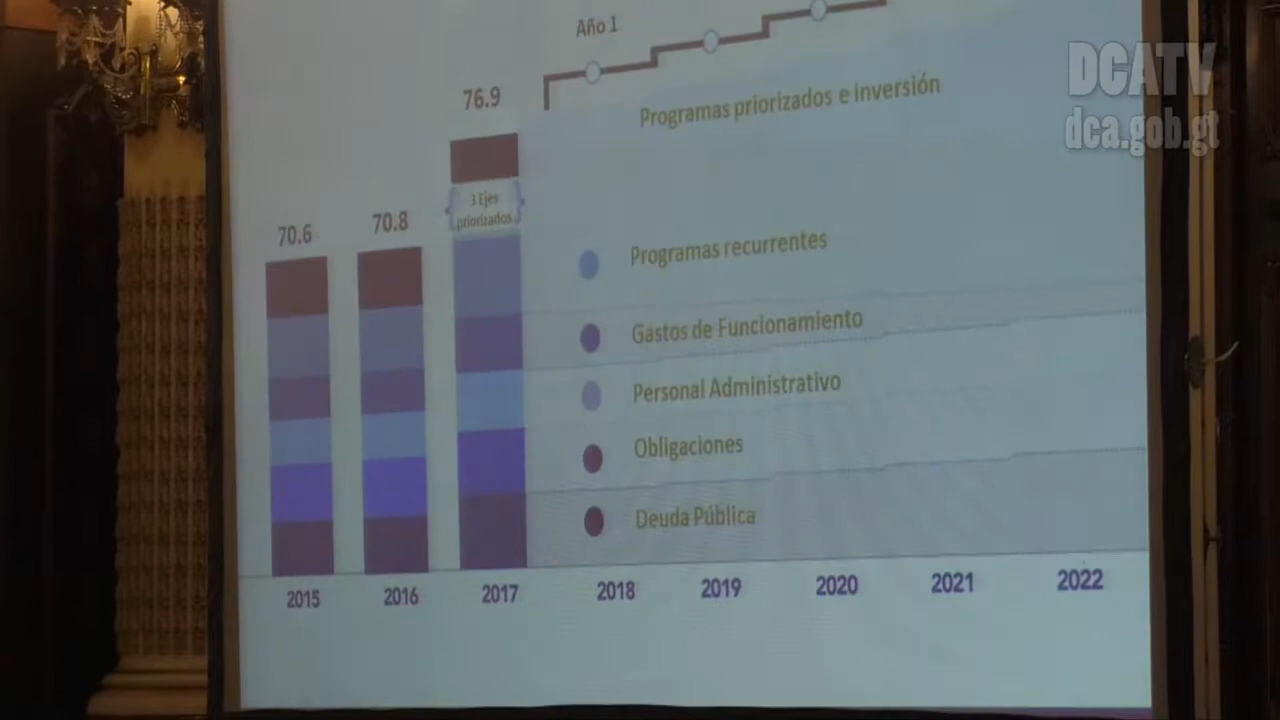 DCATV
dca.gob.gt
Año 1
76.9
Programas priorizados e inversión
3 Ejes
priorizados
70.6
70.8
Programas recurrentes
Gastos de Funcionamiento
Personal Administrativo
Obligaciones
Deuda Pública
2015 2016 2017 2018 2019 2020 2021 2022